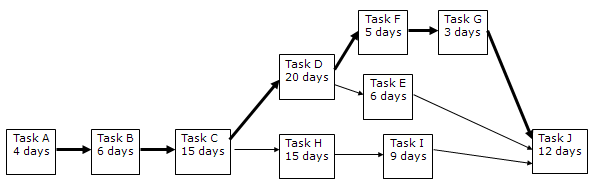 Task F
5 days
Task G
3 days
Task D
20 days
Task E
6 days
Task A
4 days
Task B
6 days
Task C
15 days
Task H
15 days
Task I
9 days
Task J
12 days